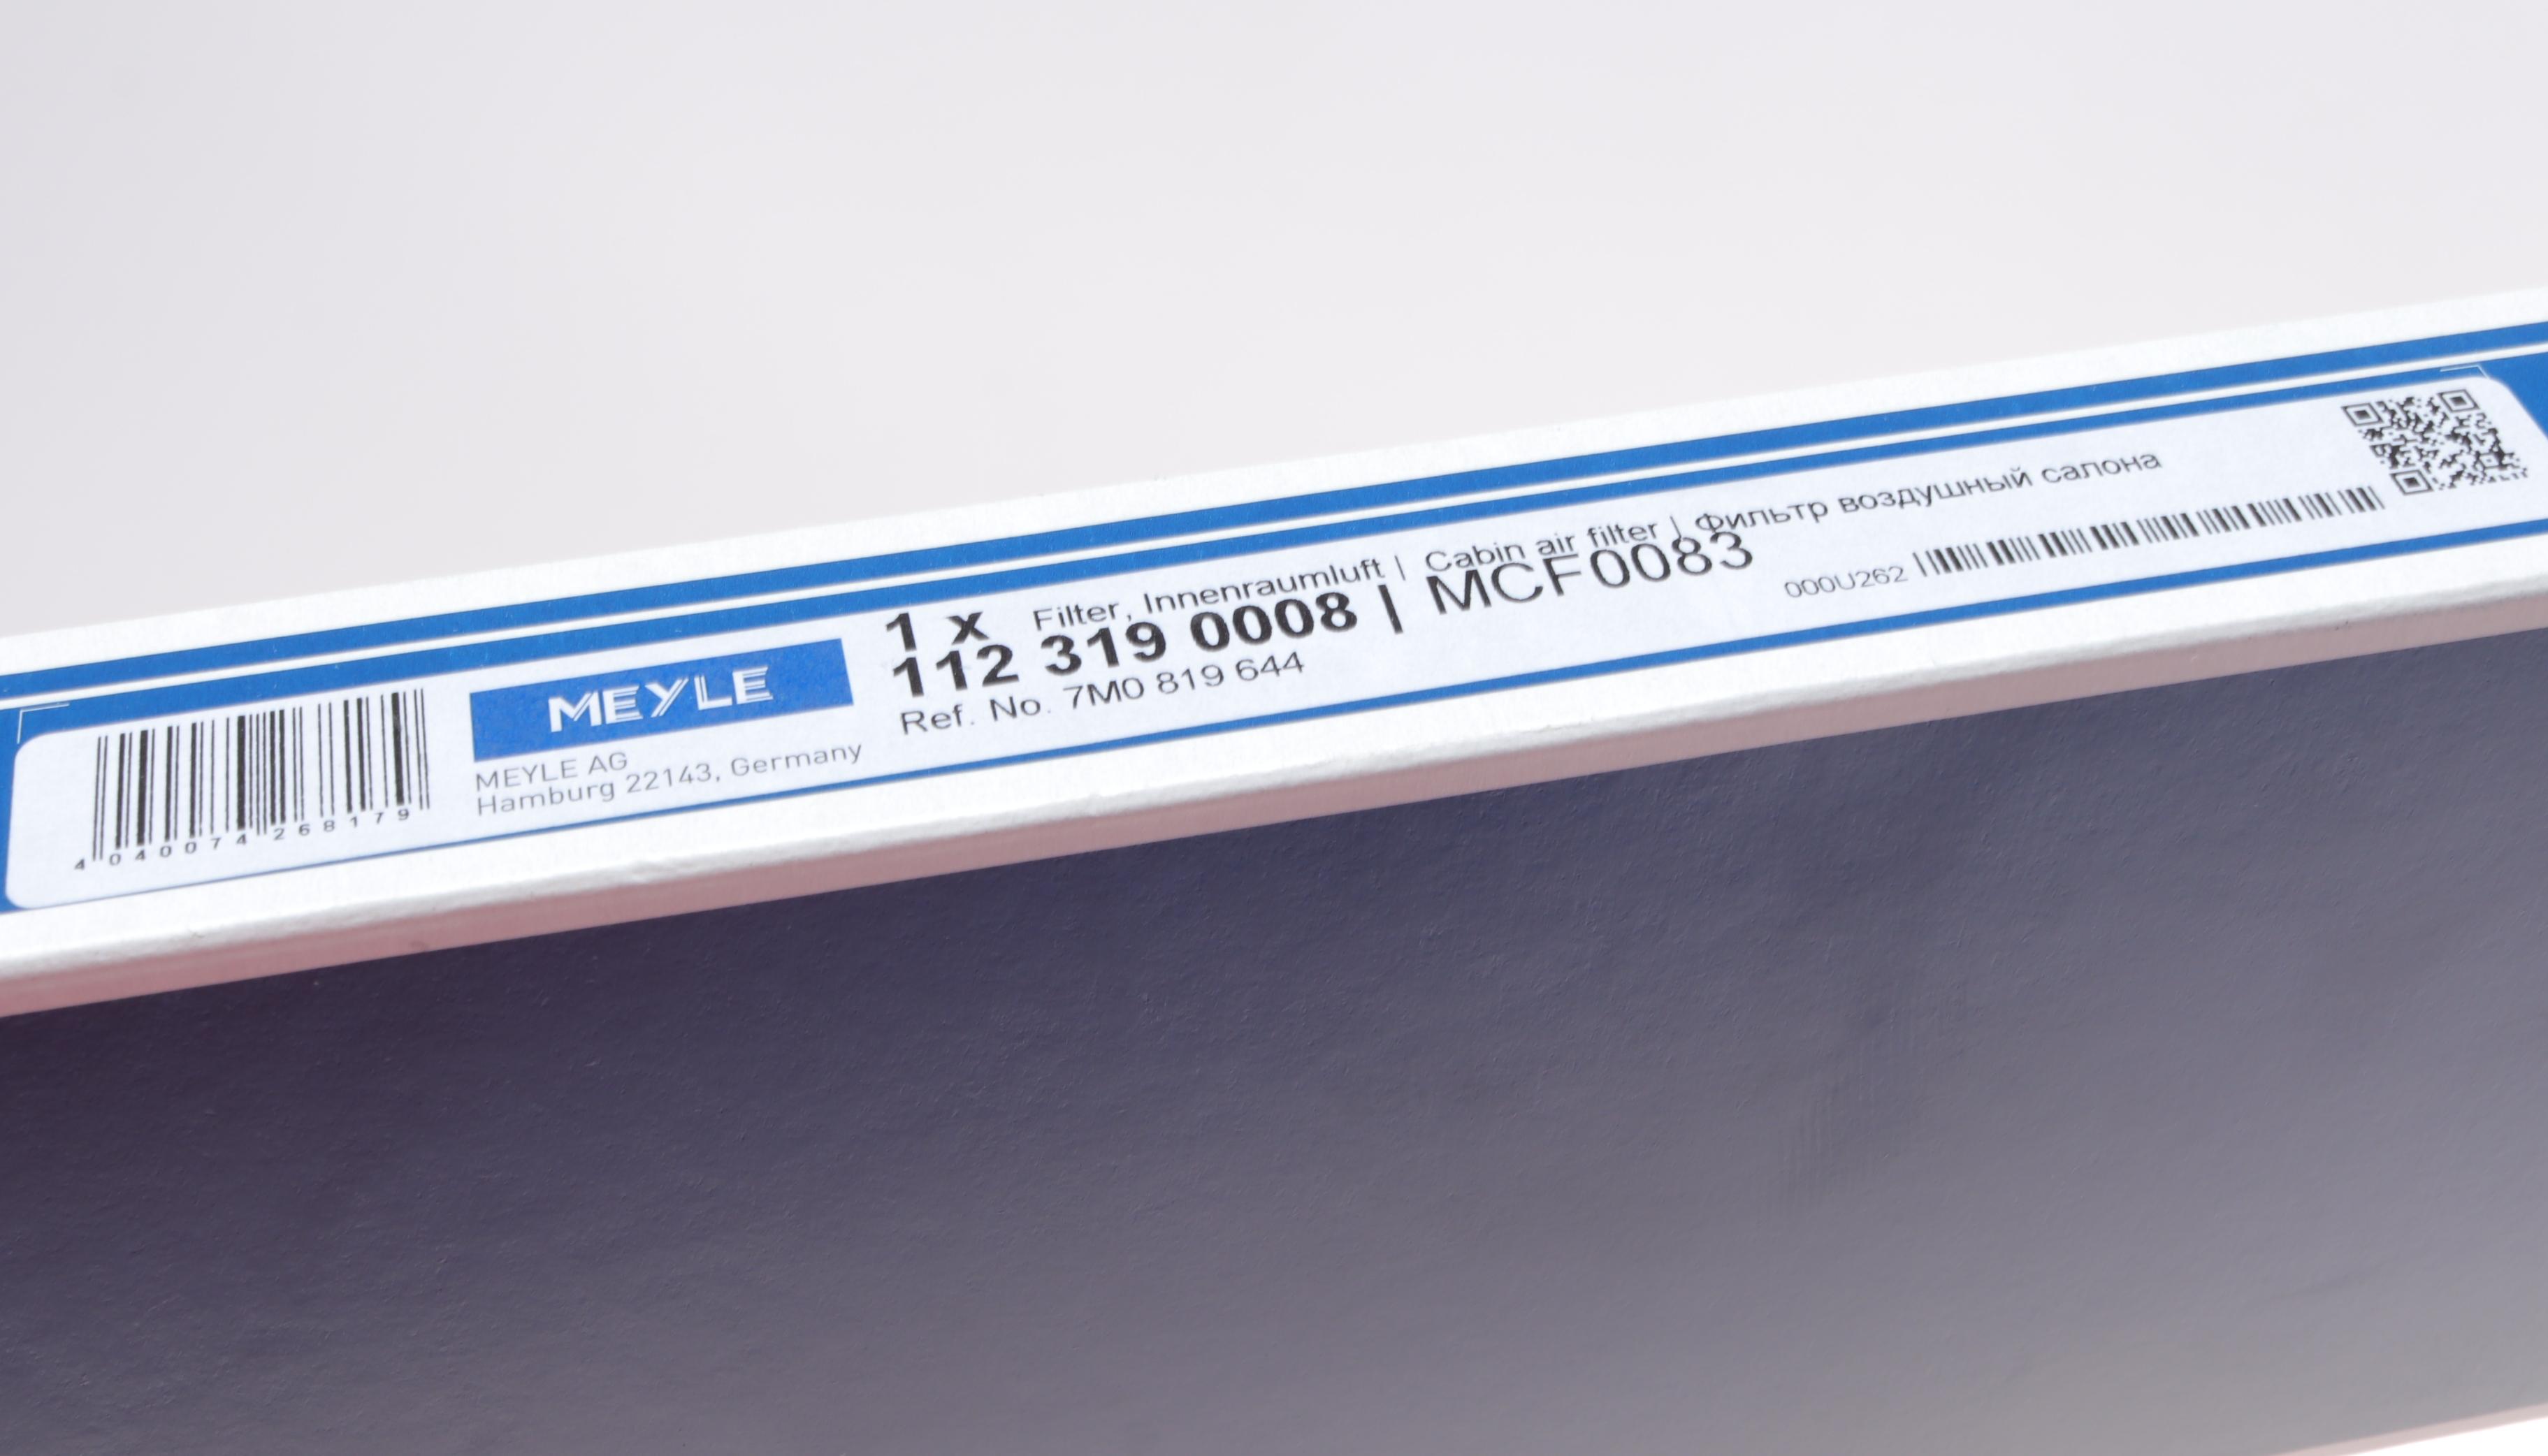 4 040074 268179
MEYLE
MEYLE AG
Hamburg 22143, Germany
1 x Filter, Innenraumluft | Cabin air filter | Фильтр воздушный салона
112 319 0008 | MCF0083
Ref. No. 7M0 819 644
000U262